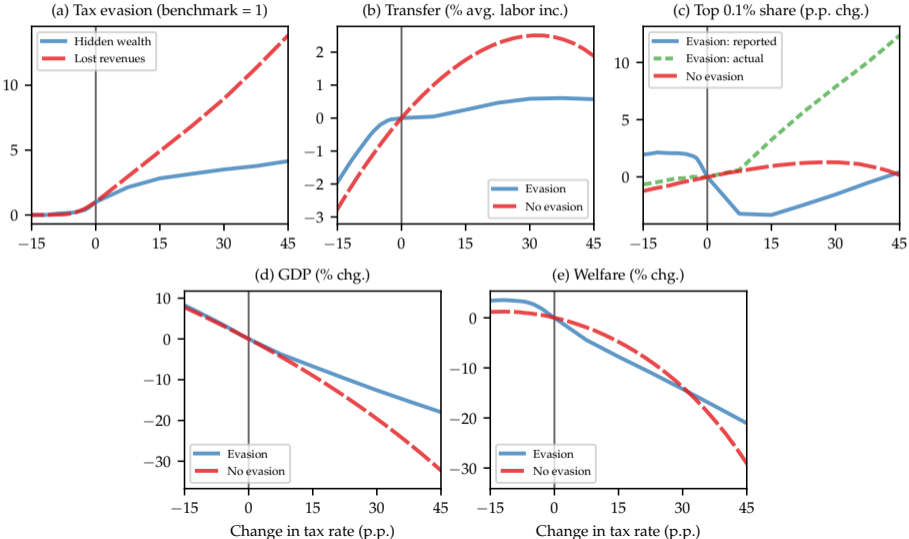 (a) Tax evasion (benchmark = 1)
Hidden wealth
Lost revenues
10
5
0
−15 0 15 30 45
(b) Transfer (% avg. labor inc.)
2
1
0
−1
−2
−3
Evasion
No evasion
−15 0 15 30 45
(c) Top 0.1% share (p.p. chg.)
Evasion: reported
Evasion: actual
No evasion
10
5
0
−15 0 15 30 45
(d) GDP (% chg.)
10
0
−10
−20
−30
Evasion
No evasion
−15 0 15 30 45
Change in tax rate (p.p.)
(e) Welfare (% chg.)
0
−10
−20
−30
Evasion
No evasion
−15 0 15 30 45
Change in tax rate (p.p.)